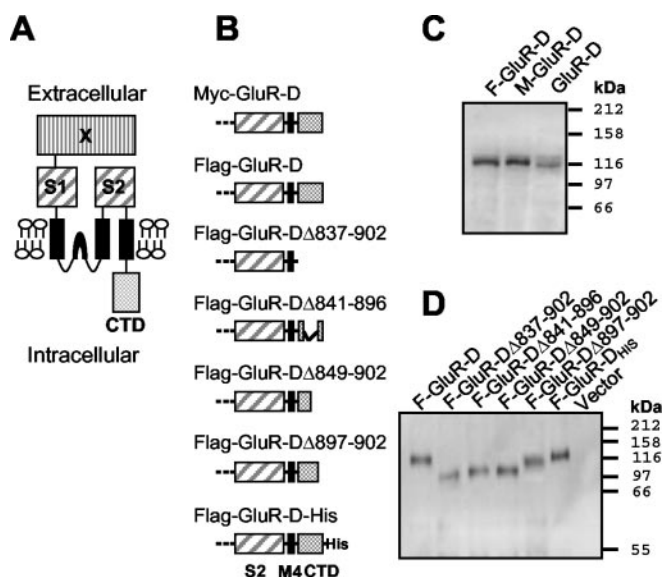 A
Extracellular
X
S1 S2
CTD
Intracellular
B
Myc-GluR-D
Flag-GluR-D
Flag-GluR-DΔ837-902
Flag-GluR-DΔ841-896
Flag-GluR-DΔ849-902
Flag-GluR-DΔ897-902
Flag-GluR-D-His
His
S2 M4 CTD
C
F-GluR-D
M-GluR-D
GluR-D
kDa
212
158
116
97
66
D
F-GluR-D
F-GluR-DΔ837-902
F-GluR-DΔ841-896
F-GluR-DΔ849-902
F-GluR-DΔ897-902
F-GluR-DHIS
Vector
kDa
212
158
116
97
66
55